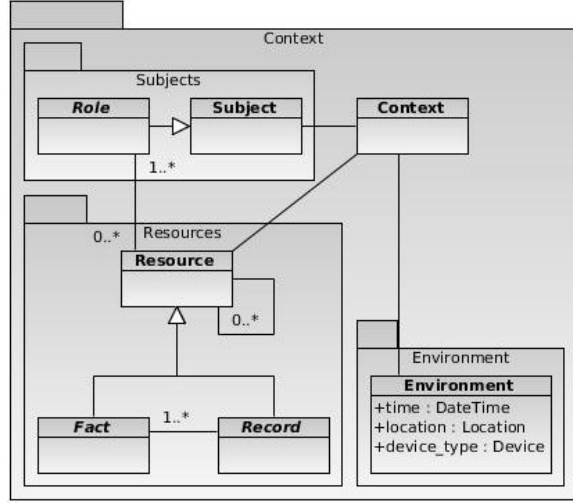 Context
Subjects
Role
Subject
Context
1..*
0..*
Resources
Resource
0..*
Environment
Environment
+time : DateTime
+location : Location
+device_type : Device
Fact
1..*
Record